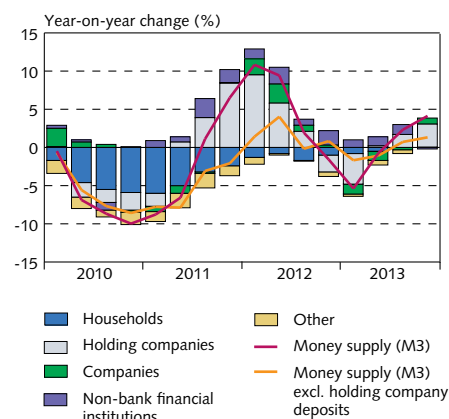 Year-on-year change (%)
15
10
5
0
-5
-10
-15
2010 2011 2012 2013
Households
Holding companies
Companies
Non-bank financial
institutions
Other
Money supply (M3)
Money supply (M3)
excl. holding company
deposits